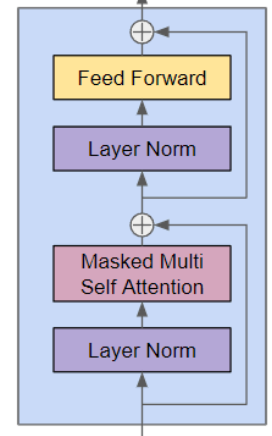 Feed Forward
Layer Norm
Masked Multi
Self Attention
Layer Norm